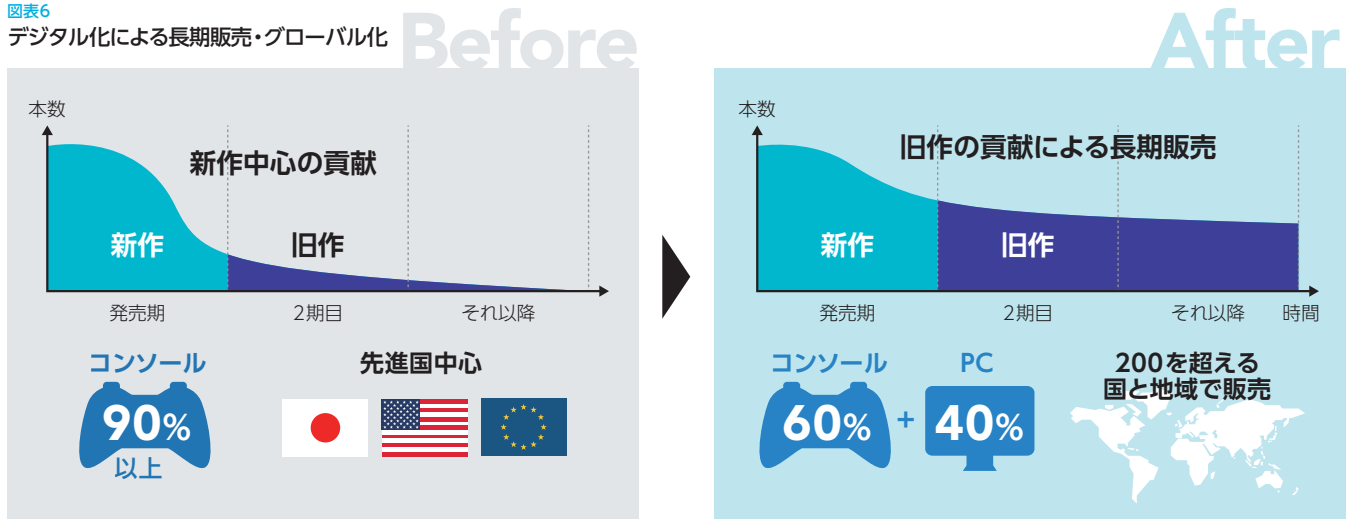 図表6
デジタル化による長期販売・グローバル化
Before
本数
新作中心の貢献
新作
旧作
発売期
2期目
それ以降
コンソール
90%
以上
先進国中心
After
本数
旧作の貢献による長期販売
新作
旧作
発売期
2期目
それ以降
時間
コンソール
60%
+
PC
40%
200を超える
国と地域で販売